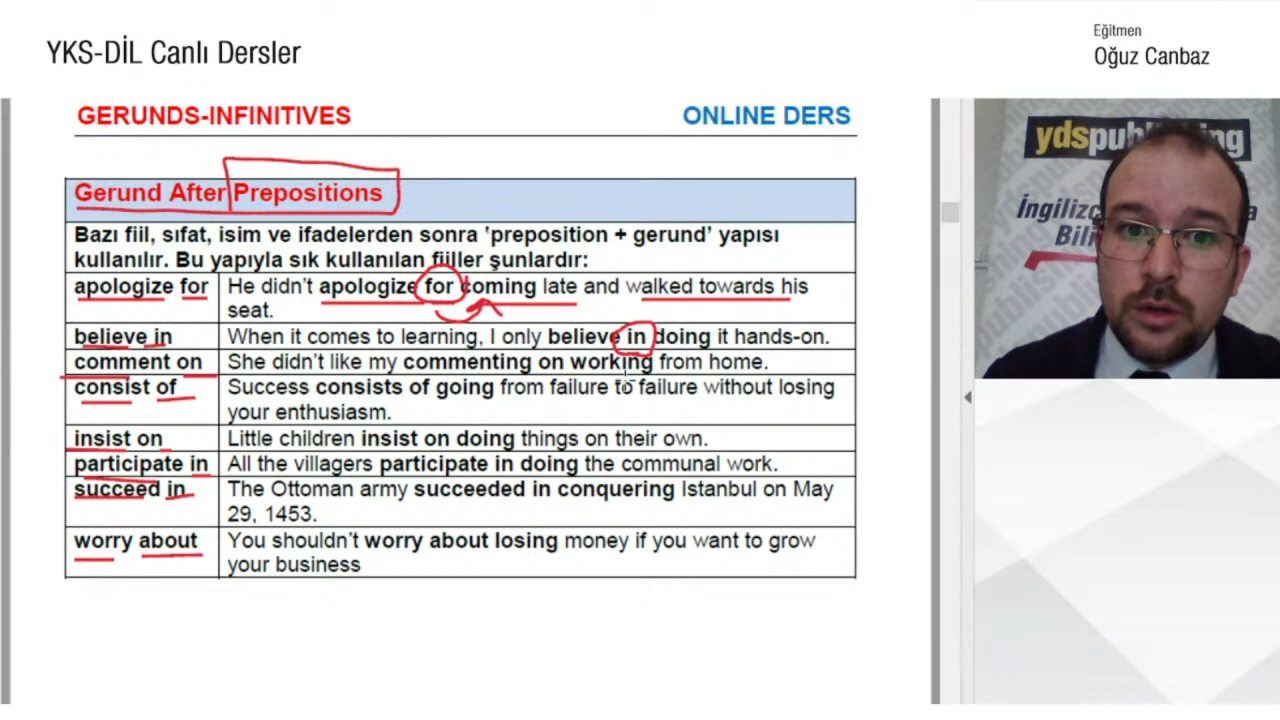 YKS-DİL Canlı Dersler
Eğitmen
Oğuz Canbaz
GERUNDS-INFINITIVES
ONLINE DERS
Gerund After Prepositions
Bazı fiil, sıfat, isim ve ifadelerden sonra 'preposition + gerund' yapısı
kullanılır. Bu yapıyla sık kullanılan fiiller şunlardır:
apologize for
He didn't apologize for coming late and walked towards his
seat.
believe in
When it comes to learning, I only believe in doing it hands-on.
comment on
She didn't like my commenting on working from home.
consist of
Success consists of going from failure to failure without losing
your enthusiasm.
insist on
Little children insist on doing things on their own.
participate in
All the villagers participate in doing the communal work.
succeed in
The Ottoman army succeeded in conquering Istanbul on May
29, 1453.
worry about
You shouldn't worry about losing money if you want to grow
your business